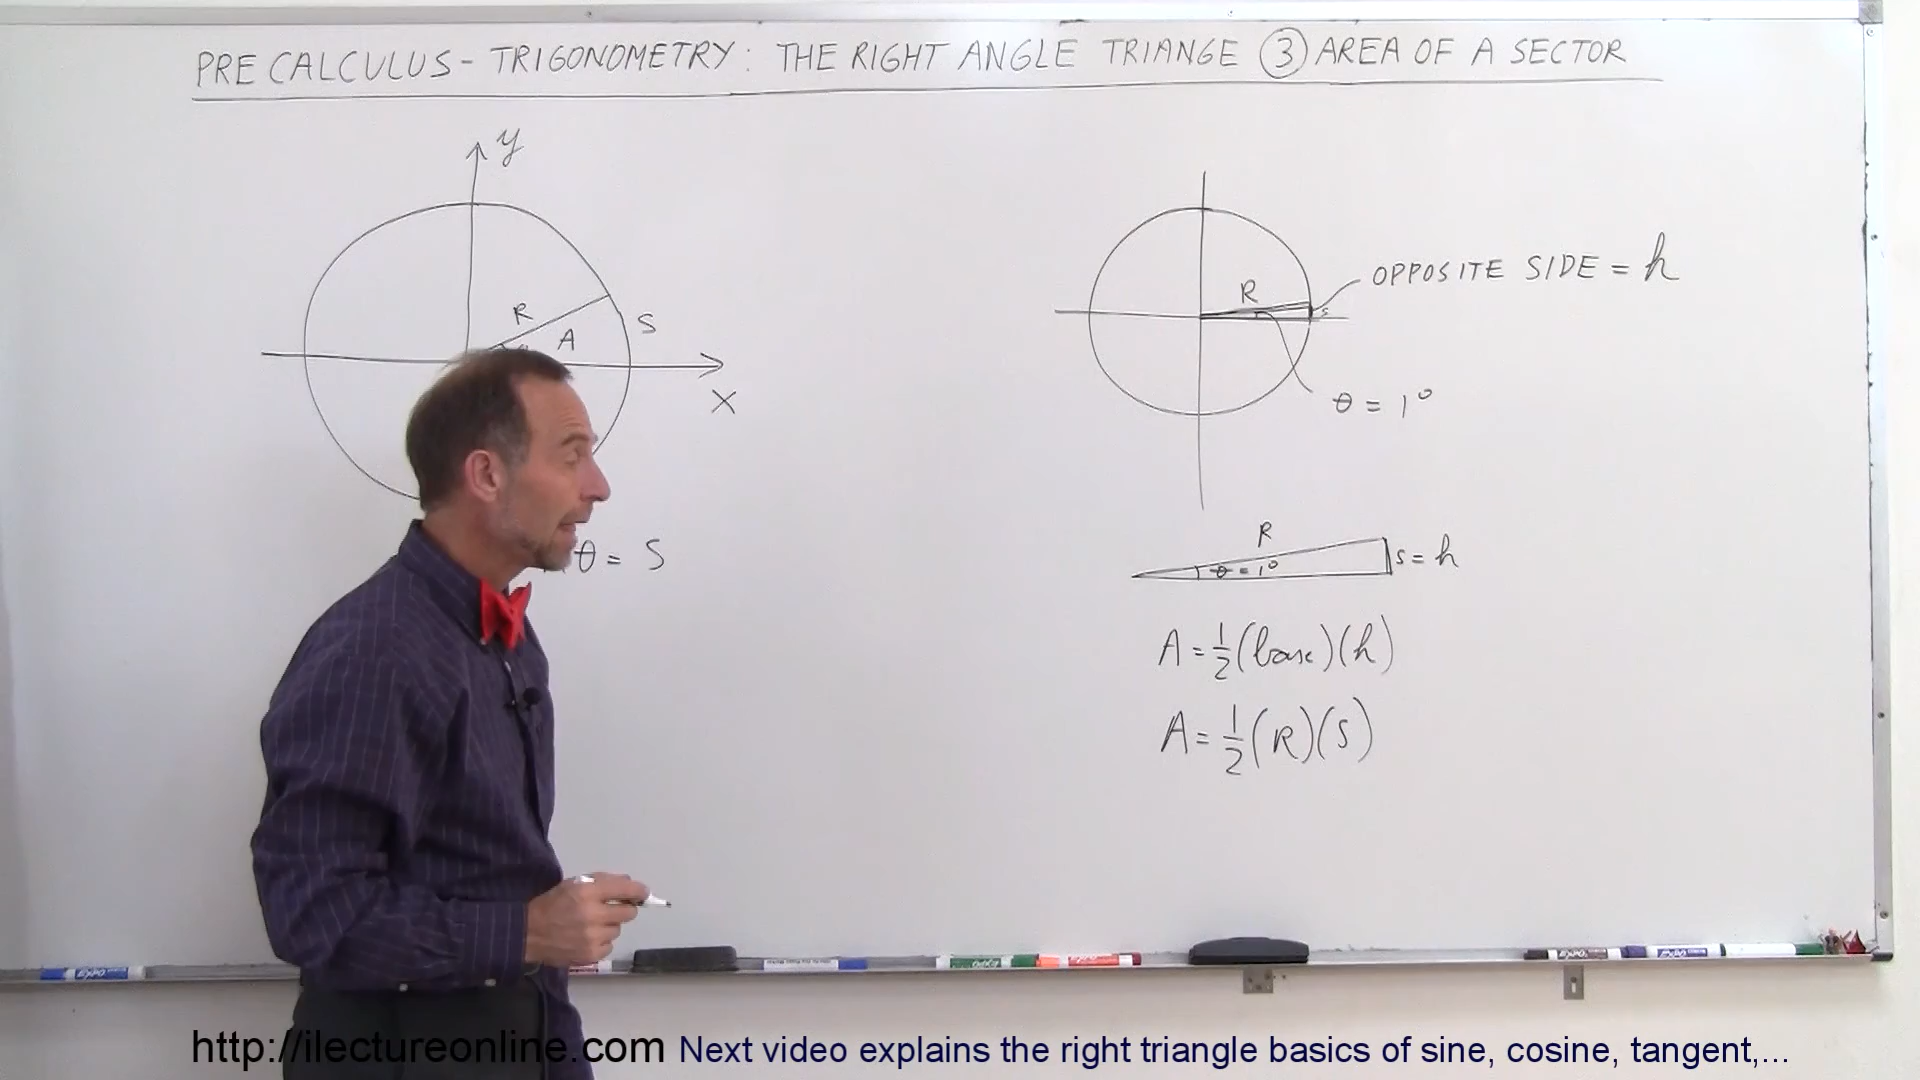 PRE CALCULUS - TRIGONOMETRY: THE RIGHT ANGLE TRIANGE ③ AREA OF A SECTOR
y
R
A
S
X
θ = S
R
S
OPPOSITE SIDE = h
θ = 1°
R
θ = 1°
S = h
A = 1/2 (base)(h)
A = 1/2 (R)(S)
EXPO
http://ilectureonline.com Next video explains the right triangle basics of sine, cosine, tangent,...